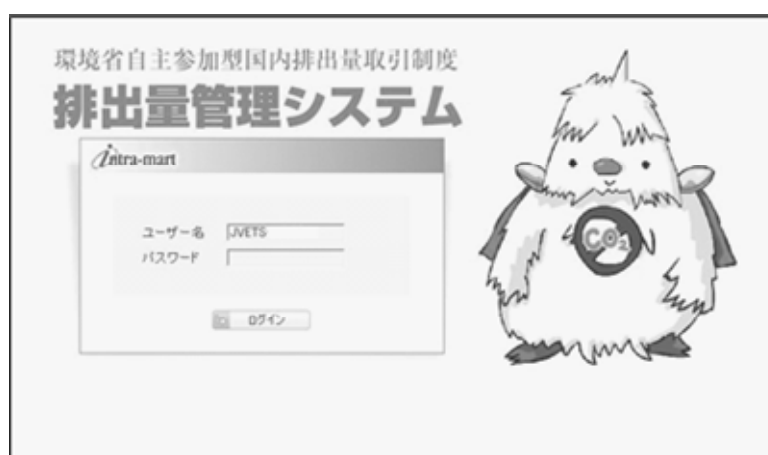 環境省自主参加型国内排出量取引制度
排出量管理システム
intra-mart
ユーザー名 JVETS
パスワード
ログイン
CO₂